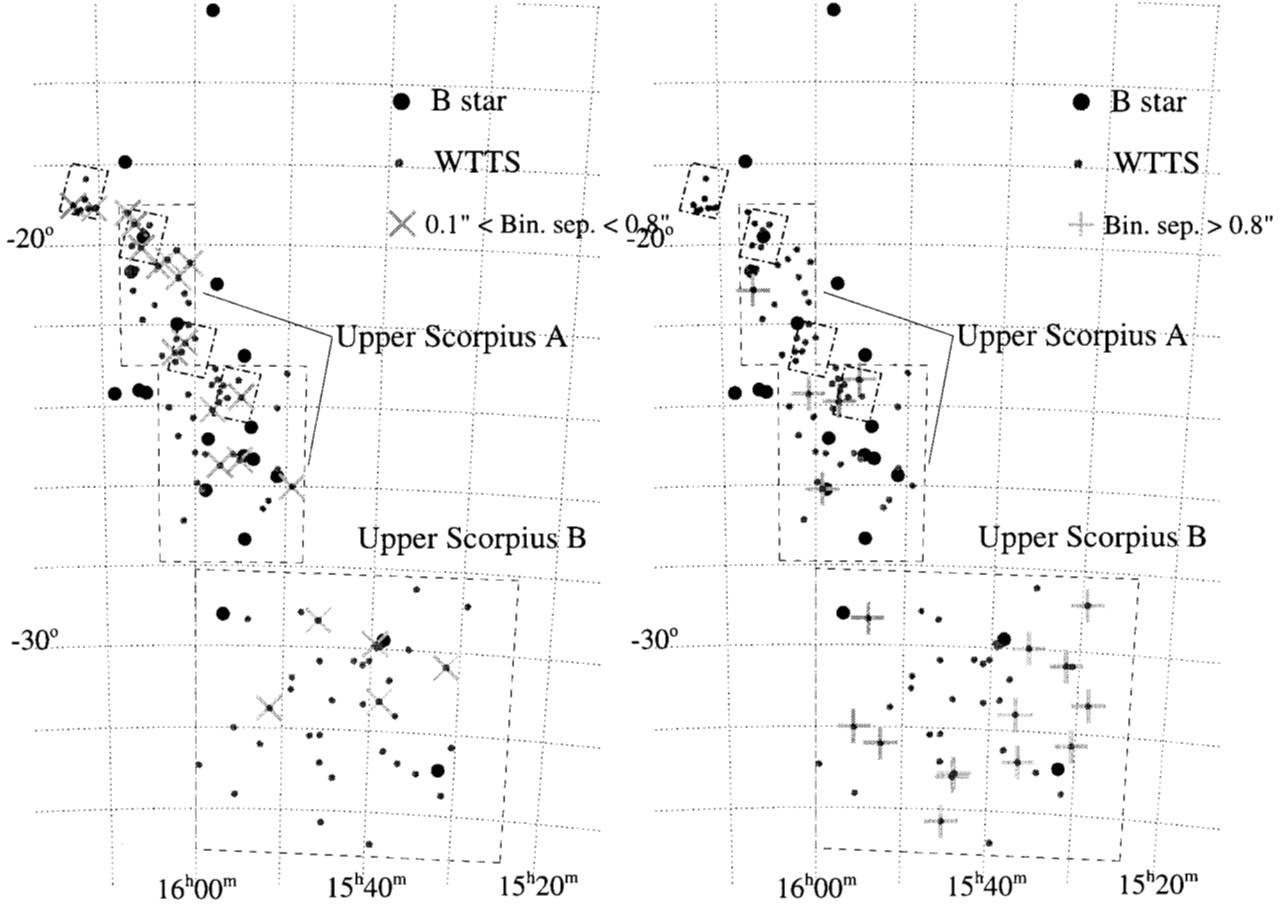 B star
WTTS
0.1" < Bin. sep. < 0.8"
-20°
Upper Scorpius A
Upper Scorpius B
-30°
16ʰ00ᵐ 15ʰ40ᵐ 15ʰ20ᵐ
B star
WTTS
Bin. sep. > 0.8"
-20°
Upper Scorpius A
Upper Scorpius B
-30°
16ʰ00ᵐ 15ʰ40ᵐ 15ʰ20ᵐ